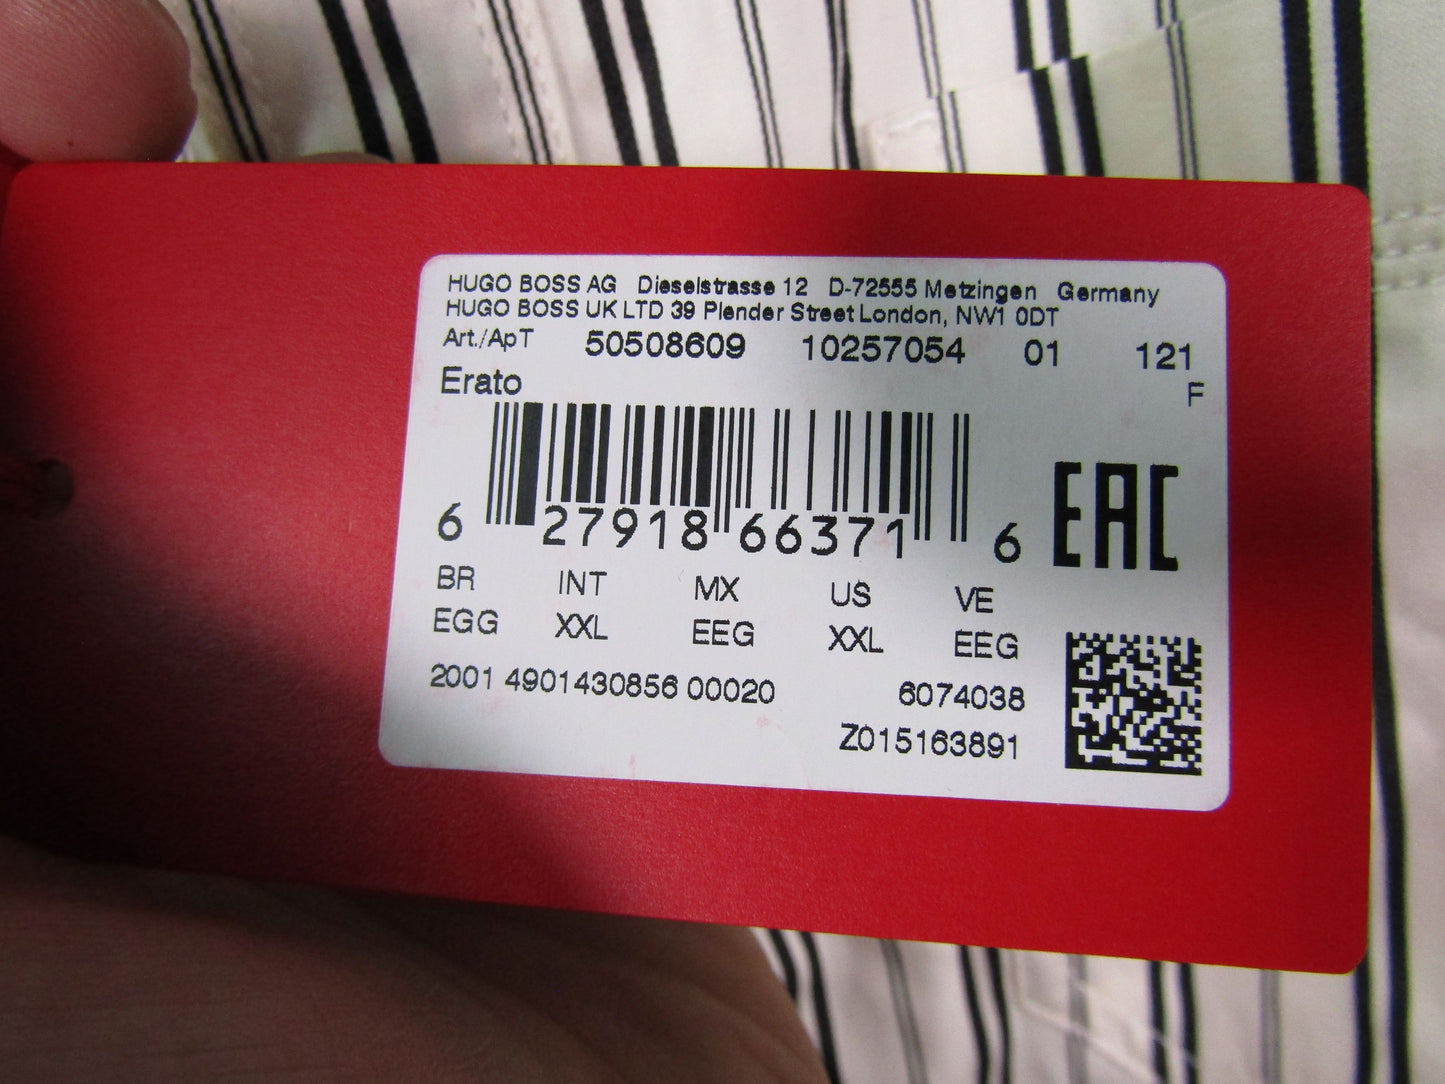 HUGO BOSS AG Dieselstrasse 12 D-72555 Metzingen Germany
HUGO BOSS UK LTD 39 Plender Street London, NW1 0DT
Art./ApT 50508609 10257054 01 121
Erato F
6 27918 66371 6 EAC
BR INT MX US VE
EGG XXL EEG XXL EEG
2001 4901430856 00020 6074038
Z015163891